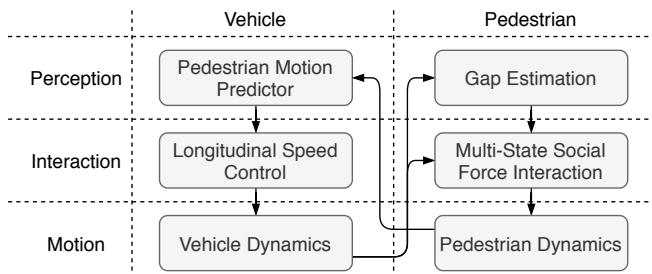 Vehicle
Pedestrian
Perception
Pedestrian Motion
Predictor
Gap Estimation
Interaction
Longitudinal Speed
Control
Multi-State Social
Force Interaction
Motion
Vehicle Dynamics
Pedestrian Dynamics